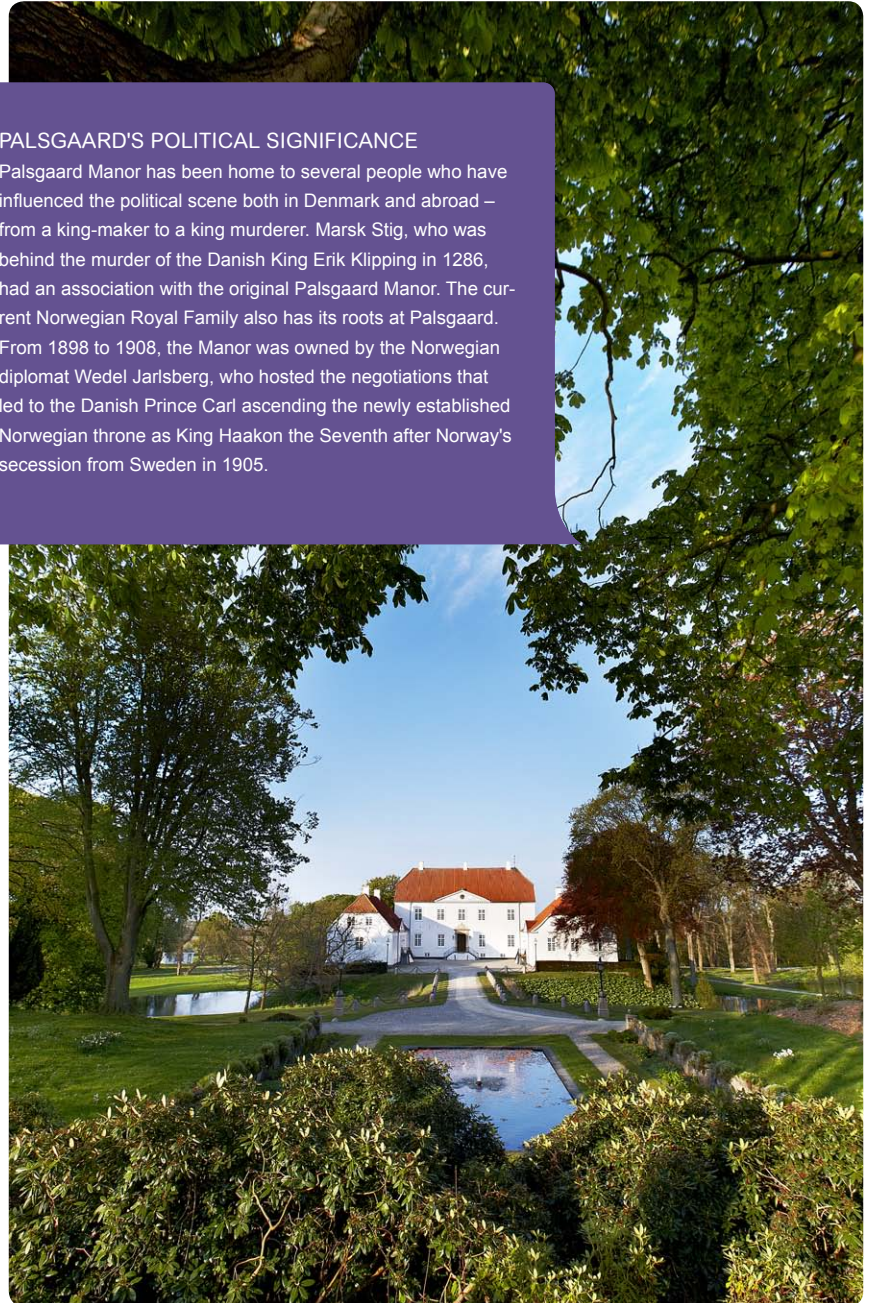 PALSGAARD'S POLITICAL SIGNIFICANCE
Palsgaard Manor has been home to several people who have
influenced the political scene both in Denmark and abroad –
from a king-maker to a king murderer. Marsk Stig, who was
behind the murder of the Danish King Erik Klipping in 1286,
had an association with the original Palsgaard Manor. The cur-
rent Norwegian Royal Family also has its roots at Palsgaard.
From 1898 to 1908, the Manor was owned by the Norwegian
diplomat Wedel Jarlsberg, who hosted the negotiations that
led to the Danish Prince Carl ascending the newly established
Norwegian throne as King Haakon the Seventh after Norway's
secession from Sweden in 1905.